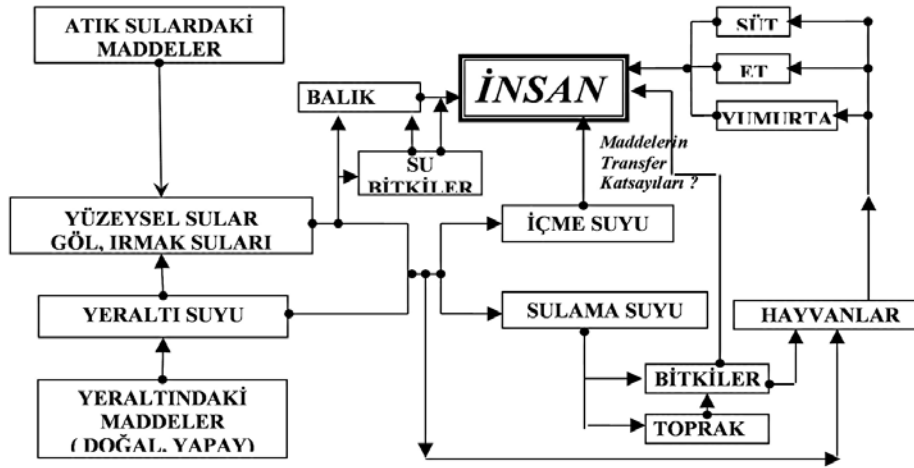 ATIK SULARDAKİ
MADDELER
SÜT
ET
YUMURTA
İNSAN
BALIK
SU
BİTKİLER
Maddelerin
Transfer
Katsayıları ?
YÜZEYSEL SULAR
GÖL, IRMAK SULARI
İÇME SUYU
YERALTI SUYU
SULAMA SUYU
HAYVANLAR
BİTKİLER
TOPRAK
YERALTINDAKİ
MADDELER
( DOĞAL, YAPAY)